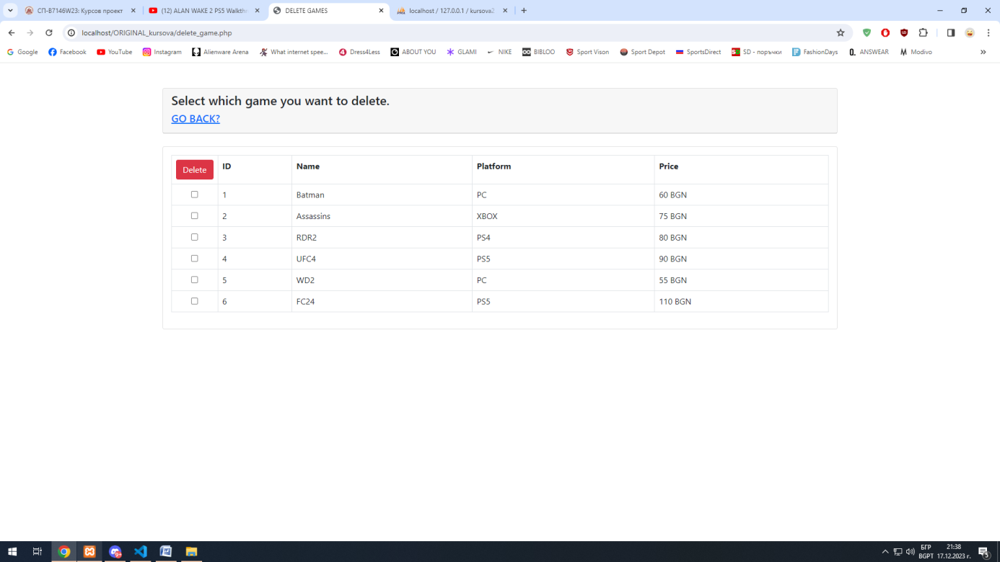 СП-B7146W23: Курсов проект
(12) ALAN WAKE 2 PS5 Walkth
DELETE GAMES
localhost / 127.0.0.1 / kursova2
localhost/ORIGINAL_kursova/delete_game.php
Google
Facebook
YouTube
Instagram
Alienware Arena
What internet spee...
Dress4Less
ABOUT YOU
GLAMI
NIKE
BIBLOO
Sport Vison
Sport Depot
SportsDirect
SD - поръчки
FashionDays
ANSWEAR
Modivo
Select which game you want to delete.
GO BACK?
Delete ID Name Platform Price
1 Batman PC 60 BGN
2 Assassins XBOX 75 BGN
3 RDR2 PS4 80 BGN
4 UFC4 PS5 90 BGN
5 WD2 PC 55 BGN
6 FC24 PS5 110 BGN
9+
БГР
BGPT
21:38
17.12.2023 г.
5